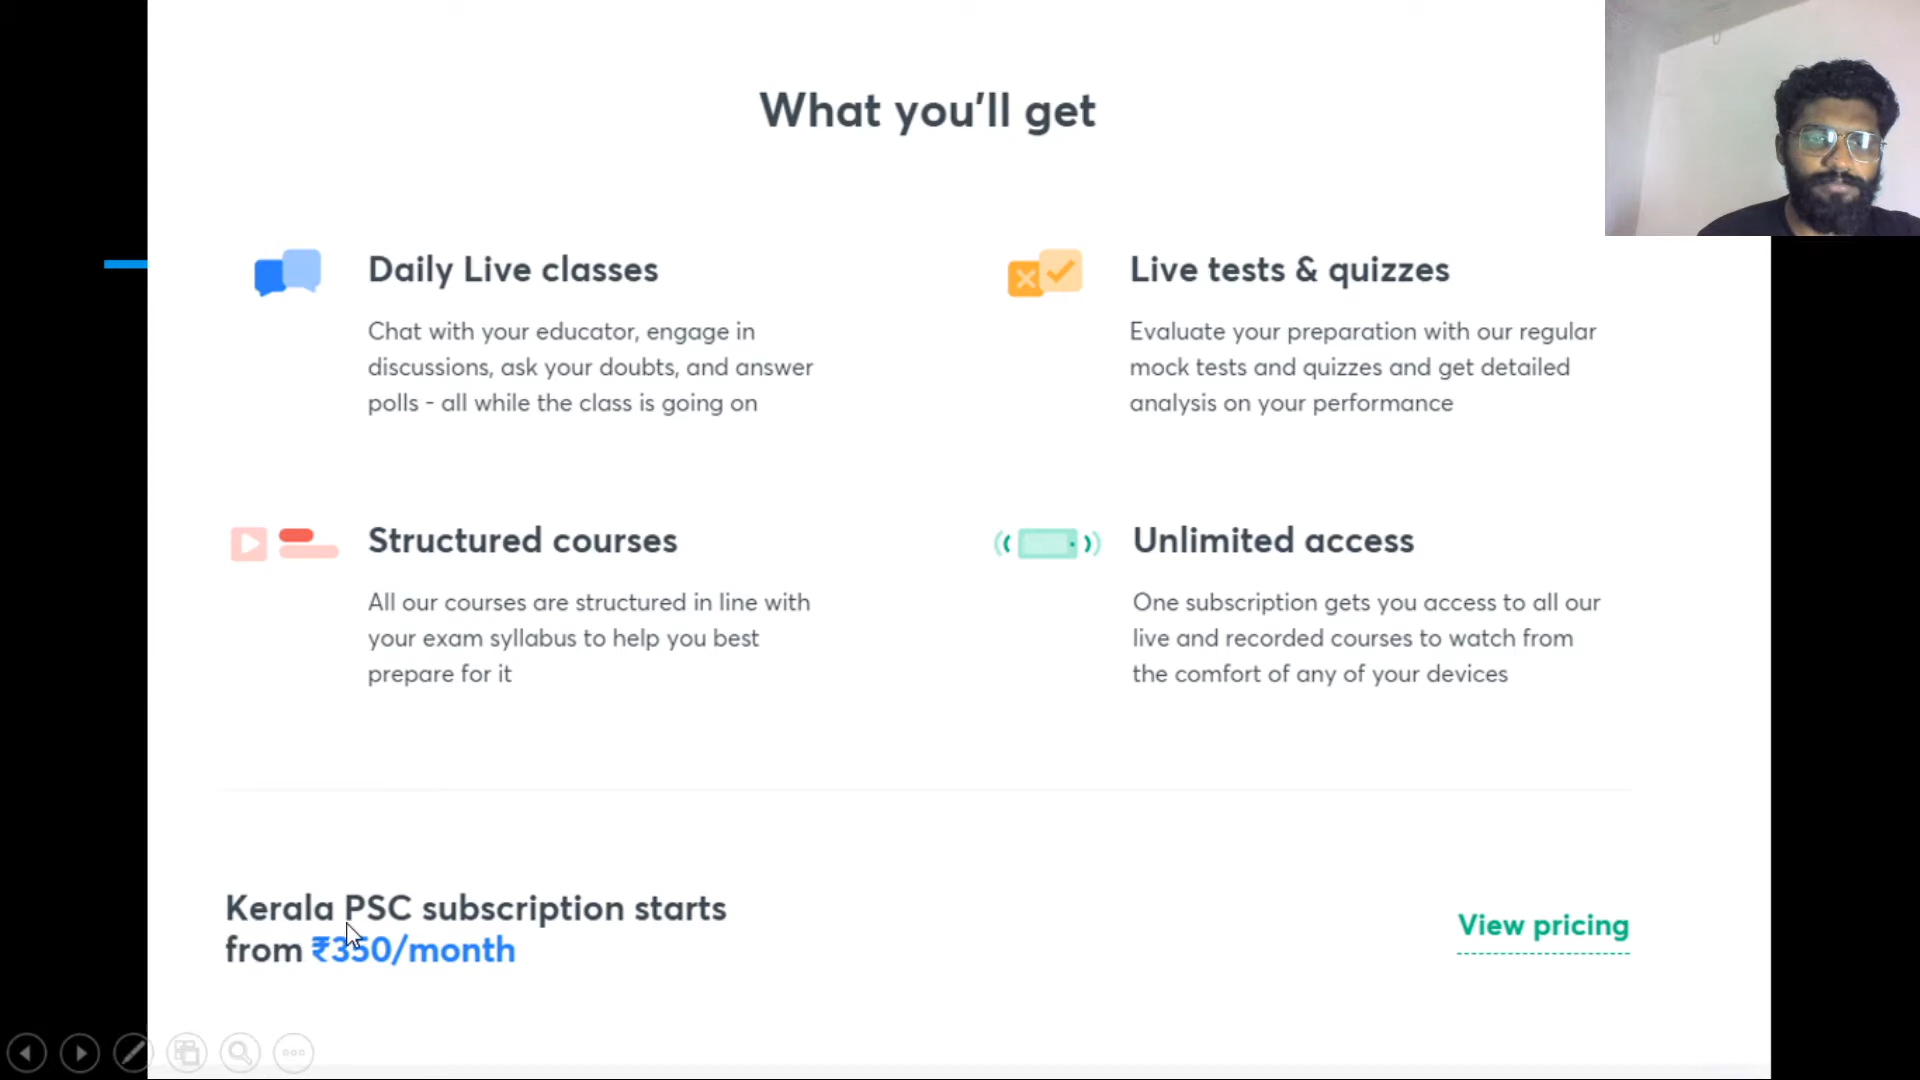 What you'll get
Daily Live classes
Chat with your educator, engage in
discussions, ask your doubts, and answer
polls - all while the class is going on
Live tests & quizzes
Evaluate your preparation with our regular
mock tests and quizzes and get detailed
analysis on your performance
Structured courses
All our courses are structured in line with
your exam syllabus to help you best
prepare for it
Unlimited access
One subscription gets you access to all our
live and recorded courses to watch from
the comfort of any of your devices
Kerala PSC subscription starts
from ₹350/month
View pricing